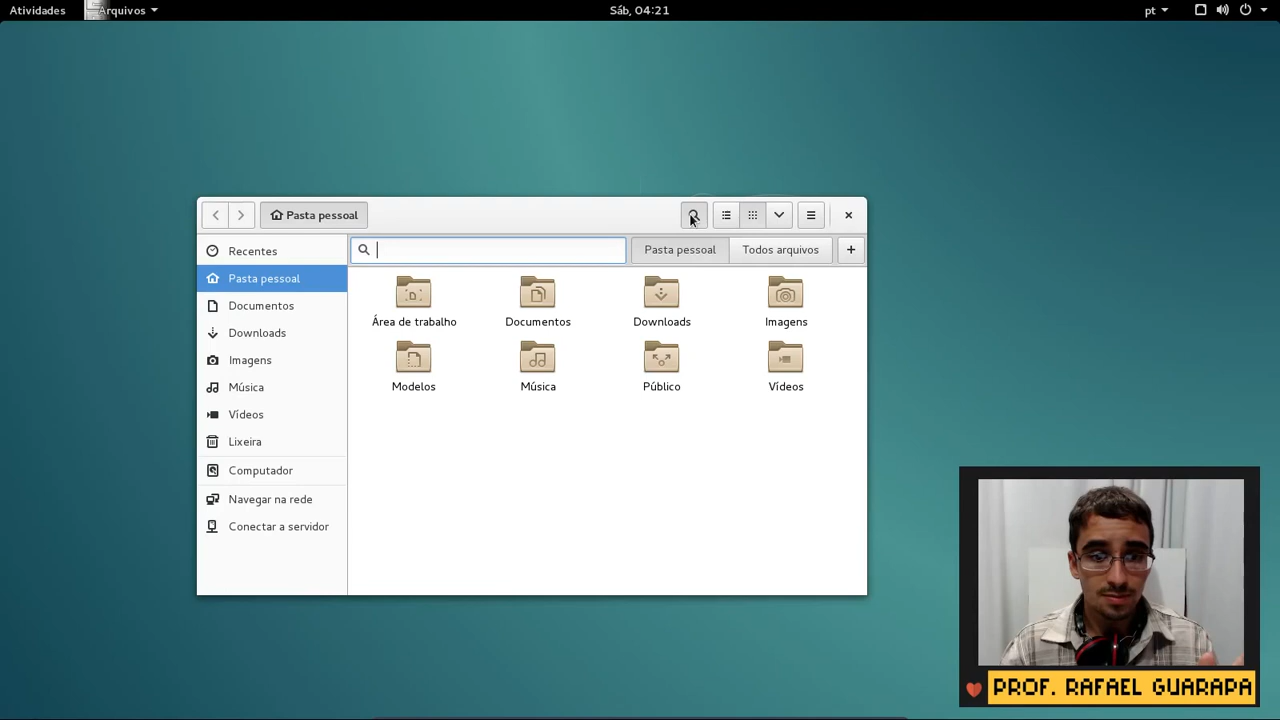 Atividades
Arquivos
Sáb, 04:21
pt
Pasta pessoal
Recentes
Pasta pessoal
Documentos
Downloads
Imagens
Música
Vídeos
Lixeira
Computador
Navegar na rede
Conectar a servidor
Pasta pessoal
Todos arquivos
Área de trabalho
Documentos
Downloads
Imagens
Modelos
Música
Público
Vídeos
PROF. RAFAEL GUARAPA